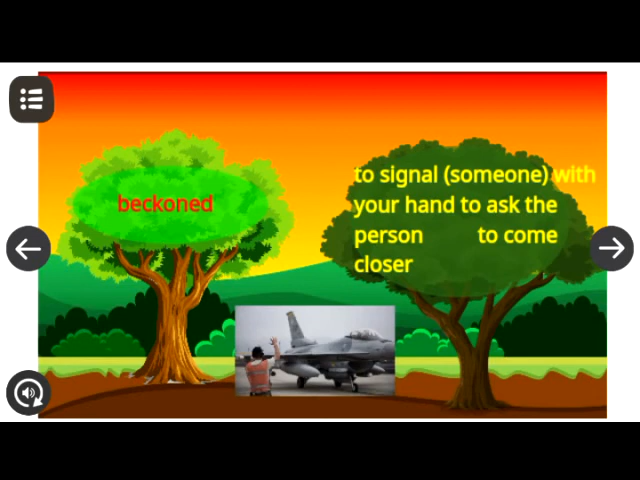 beckoned
to signal (someone) with
your hand to ask the
person to come
closer